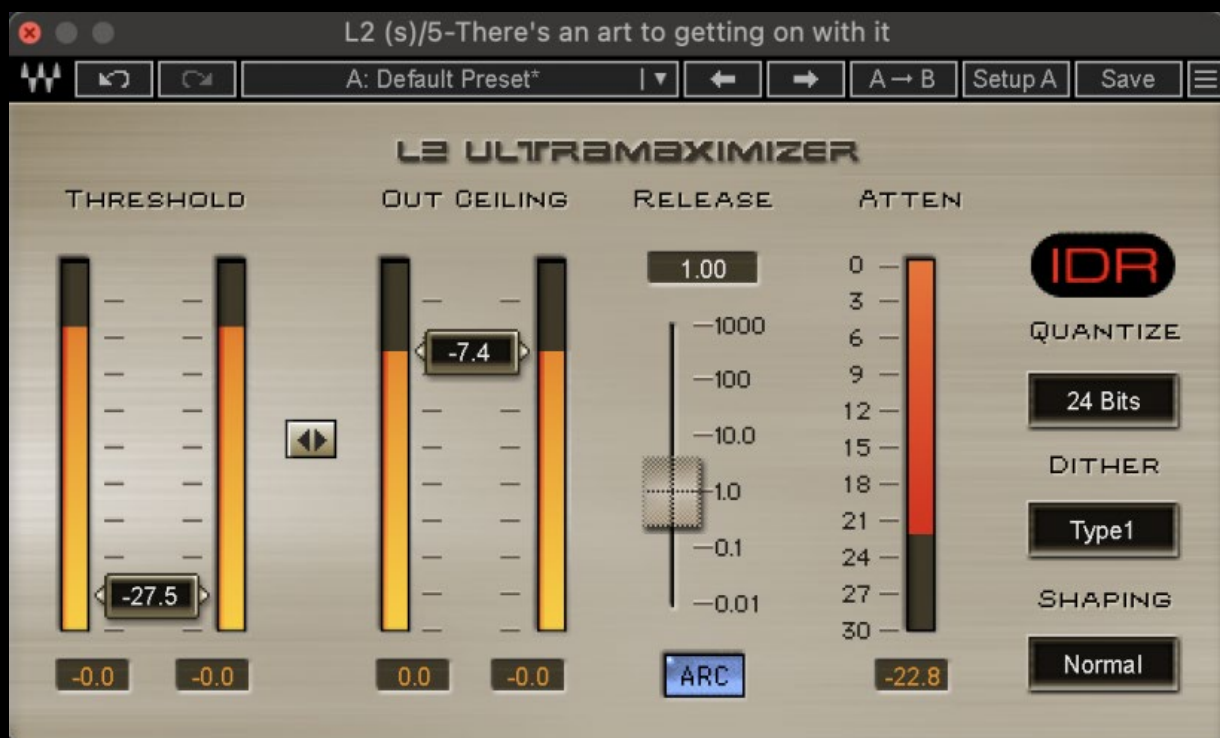 L2 (s)/5-There's an art to getting on with it
A: Default Preset* A → B Setup A Save
L2 ULTRAMAXIMIZER
THRESHOLD OUT CEILING RELEASE ATTEN
1.00
IDR
QUANTIZE
24 Bits
DITHER
Type1
SHAPING
Normal
-27.5
-7.4
1000
100
10.0
1.0
0.1
0.01
0
3
6
9
12
15
18
21
24
27
30
-0.0 -0.0 0.0 -0.0 ARC -22.8